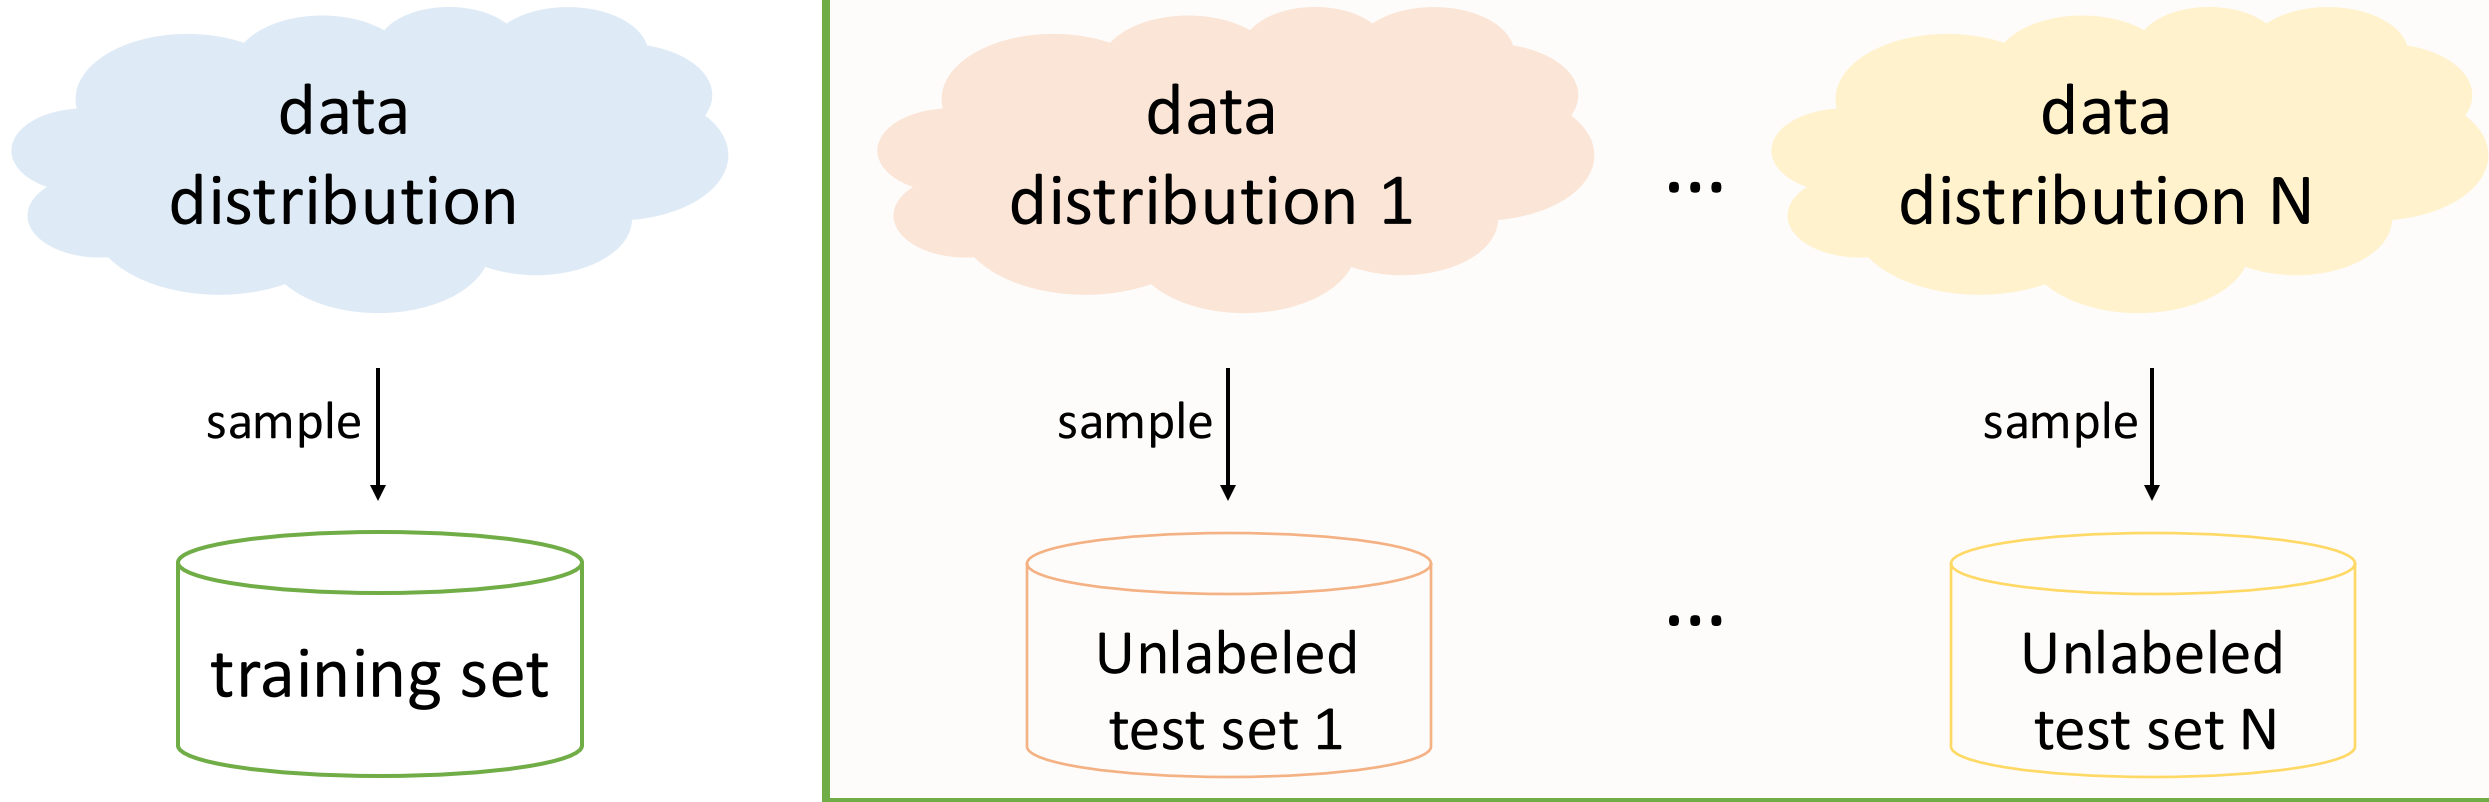 data
distribution
sample
training set
data
distribution 1
sample
Unlabeled
test set 1
...
...
data
distribution N
sample
Unlabeled
test set N